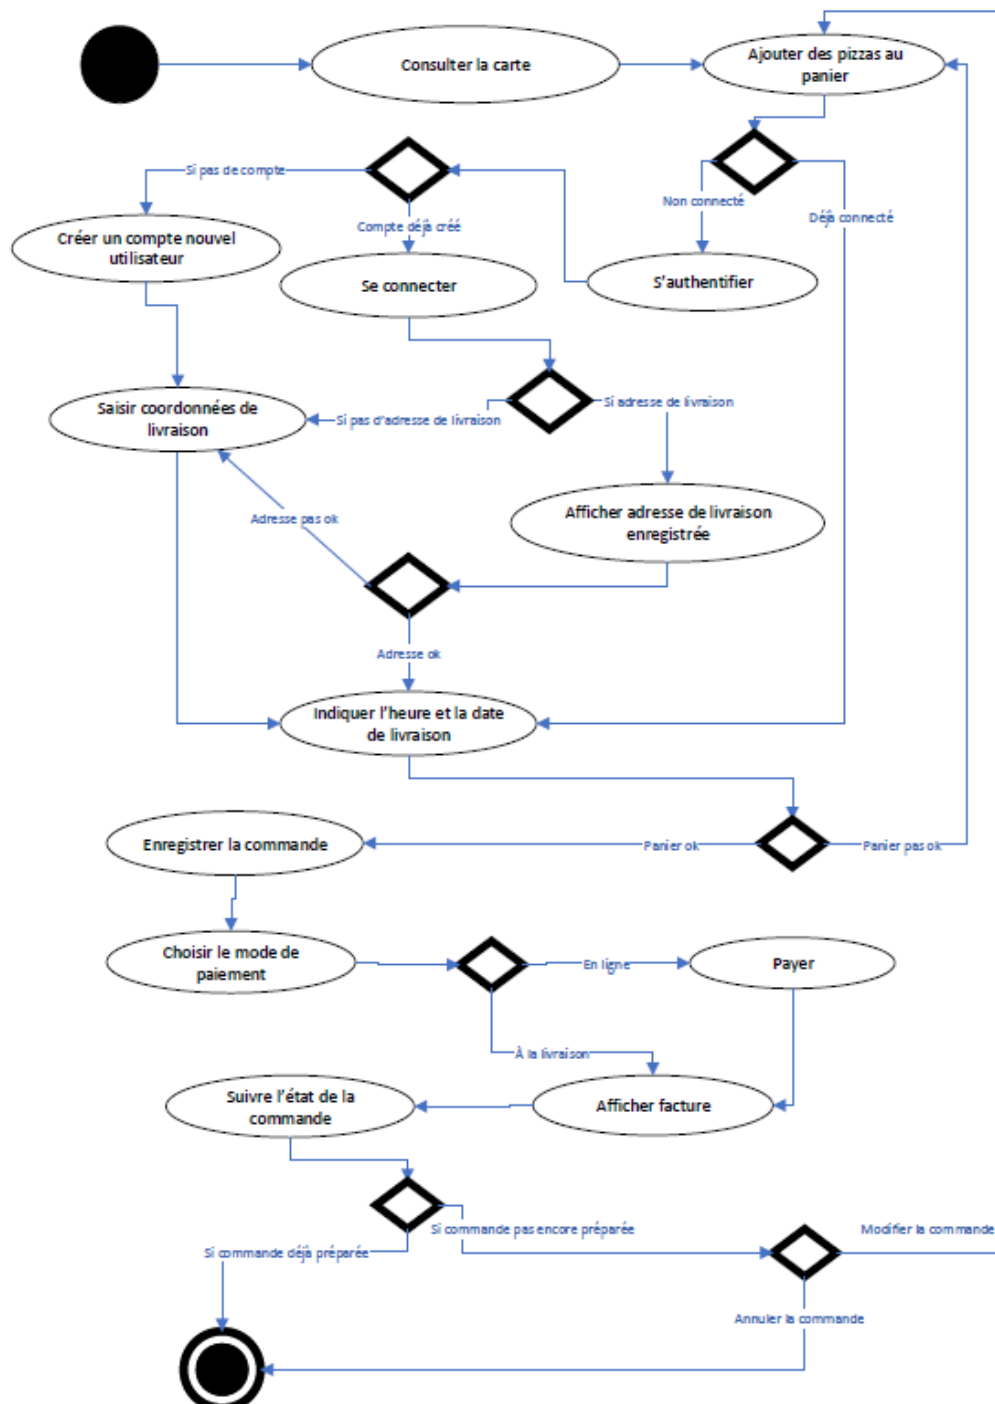 Consulter la carte
Ajouter des pizzas au
panier
Si pas de compte
Non connecté
Déjà connecté
Compte déjà créé
Créer un compte nouvel
utilisateur
Se connecter
S'authentifier
Si adresse de livraison
Saisir coordonnées de
livraison
Si pas d'adresse de livraison
Adresse pas ok
Afficher adresse de livraison
enregistrée
Adresse ok
Indiquer l'heure et la date
de livraison
Enregistrer la commande
Panier ok
Panier pas ok
Choisir le mode de
paiement
En ligne
Payer
À la livraison
Suivre l'état de la
commande
Afficher facture
Si commande pas encore préparée
Modifier la commande
Si commande déjà préparée
Annuler la commande